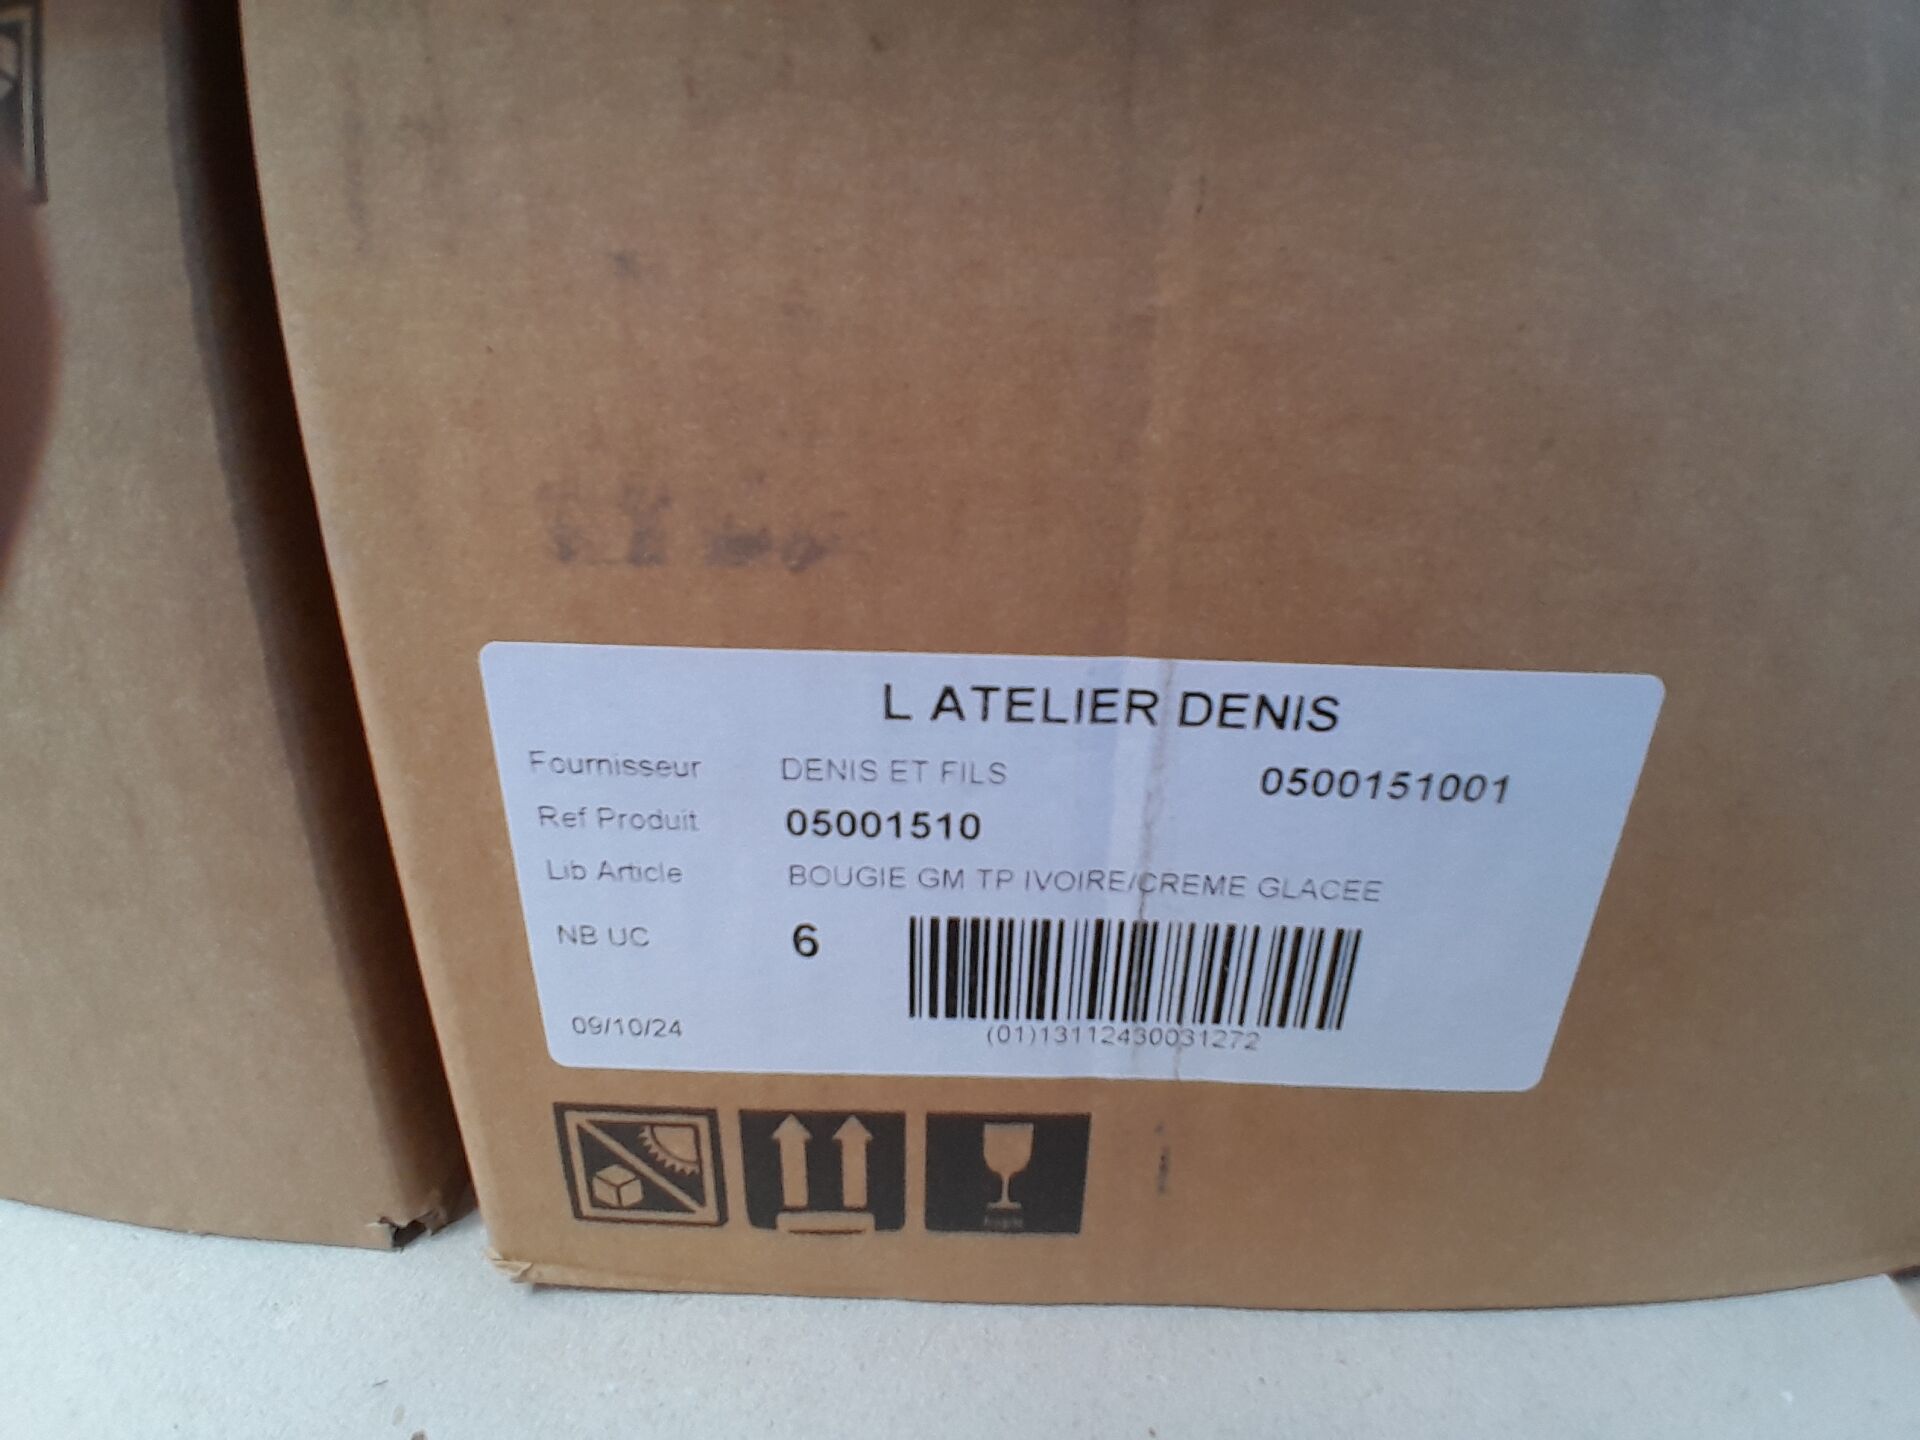 L ATELIER DENIS
Fournisseur DENIS ET FILS 0500151001
Ref Produit 05001510
Lib Article BOUGIE GM TP IVOIRE/CREME GLACEE
NB UC 6
09/10/24 (01)13112430031272